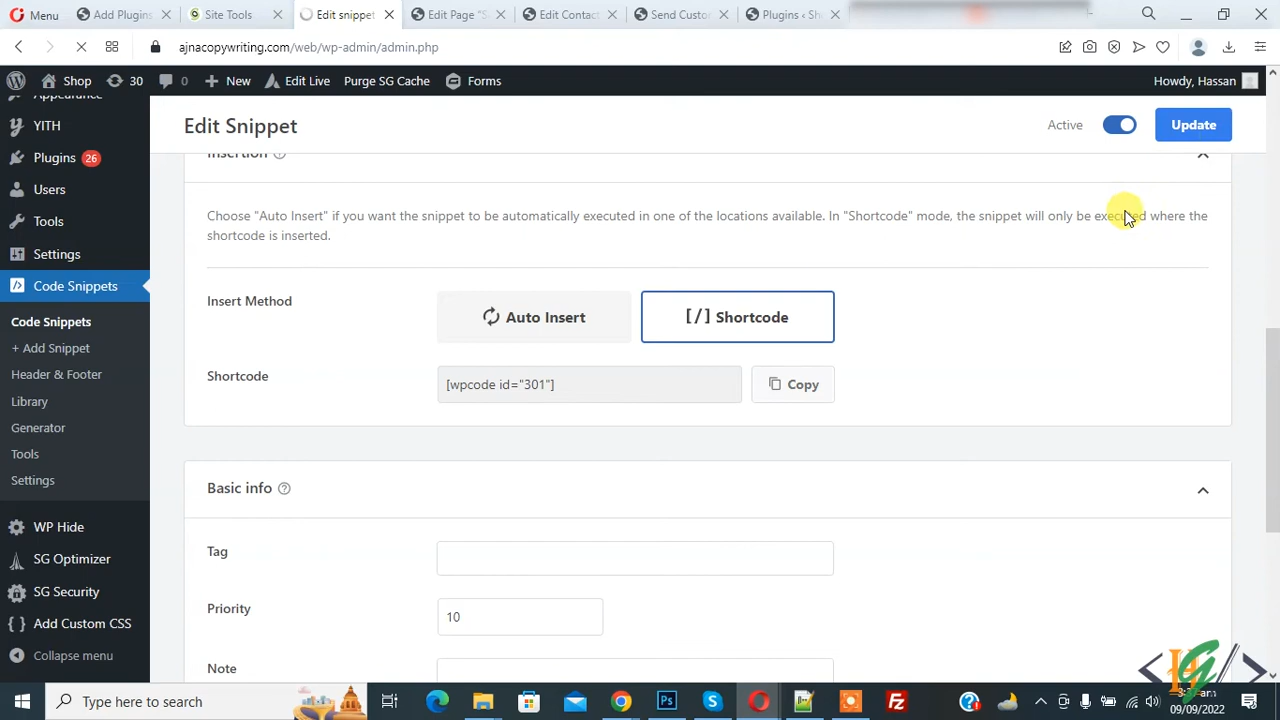 Menu
Add Plugins
Site Tools
Edit snippet
Edit Page "S
Edit Contact
Send Custo
Plugins ‹ Sh
ajnacopywriting.com/web/wp-admin/admin.php
Shop
30
0
New
Edit Live
Purge SG Cache
Forms
Howdy, Hassan
Appearance
YITH
Plugins 26
Users
Tools
Settings
Code Snippets
Code Snippets
+ Add Snippet
Header & Footer
Library
Generator
Tools
Settings
WP Hide
SG Optimizer
SG Security
Add Custom CSS
Collapse menu
Edit Snippet
Active
Update
Insertion
Choose "Auto Insert" if you want the snippet to be automatically executed in one of the locations available. In "Shortcode" mode, the snippet will only be executed where the
shortcode is inserted.
Insert Method
Auto Insert
[/] Shortcode
Shortcode
[wpcode id="301"]
Copy
Basic info
Tag
Priority
10
Note
Type here to search
09/09/2022